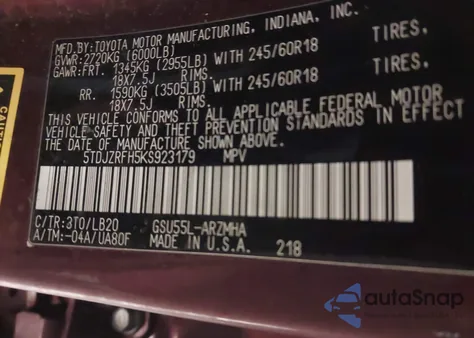 MFD.BY:TOYOTA MOTOR MANUFACTURING, INDIANA, INC.
GVWR:2720KG (6000LB)
GAWR:FRT. 1345KG (2955LB) WITH 245/60R18 TIRES,
18X7.5J RIMS.
RR. 1590KG (3505LB) WITH 245/60R18 TIRES,
18X7.5J RIMS.
THIS VEHICLE CONFORMS TO ALL APPLICABLE FEDERAL MOTOR
VEHICLE SAFETY AND THEFT PREVENTION STANDARDS IN EFFECT
ON THE DATE OF MANUFACTURE SHOWN ABOVE.
5TDJZRFH5KS923179 MPV
C/TR:3T0/LB20 GSU55L-ARZMHA
A/TM:-04A/UA80F MADE IN U.S.A. 218
autoSnap